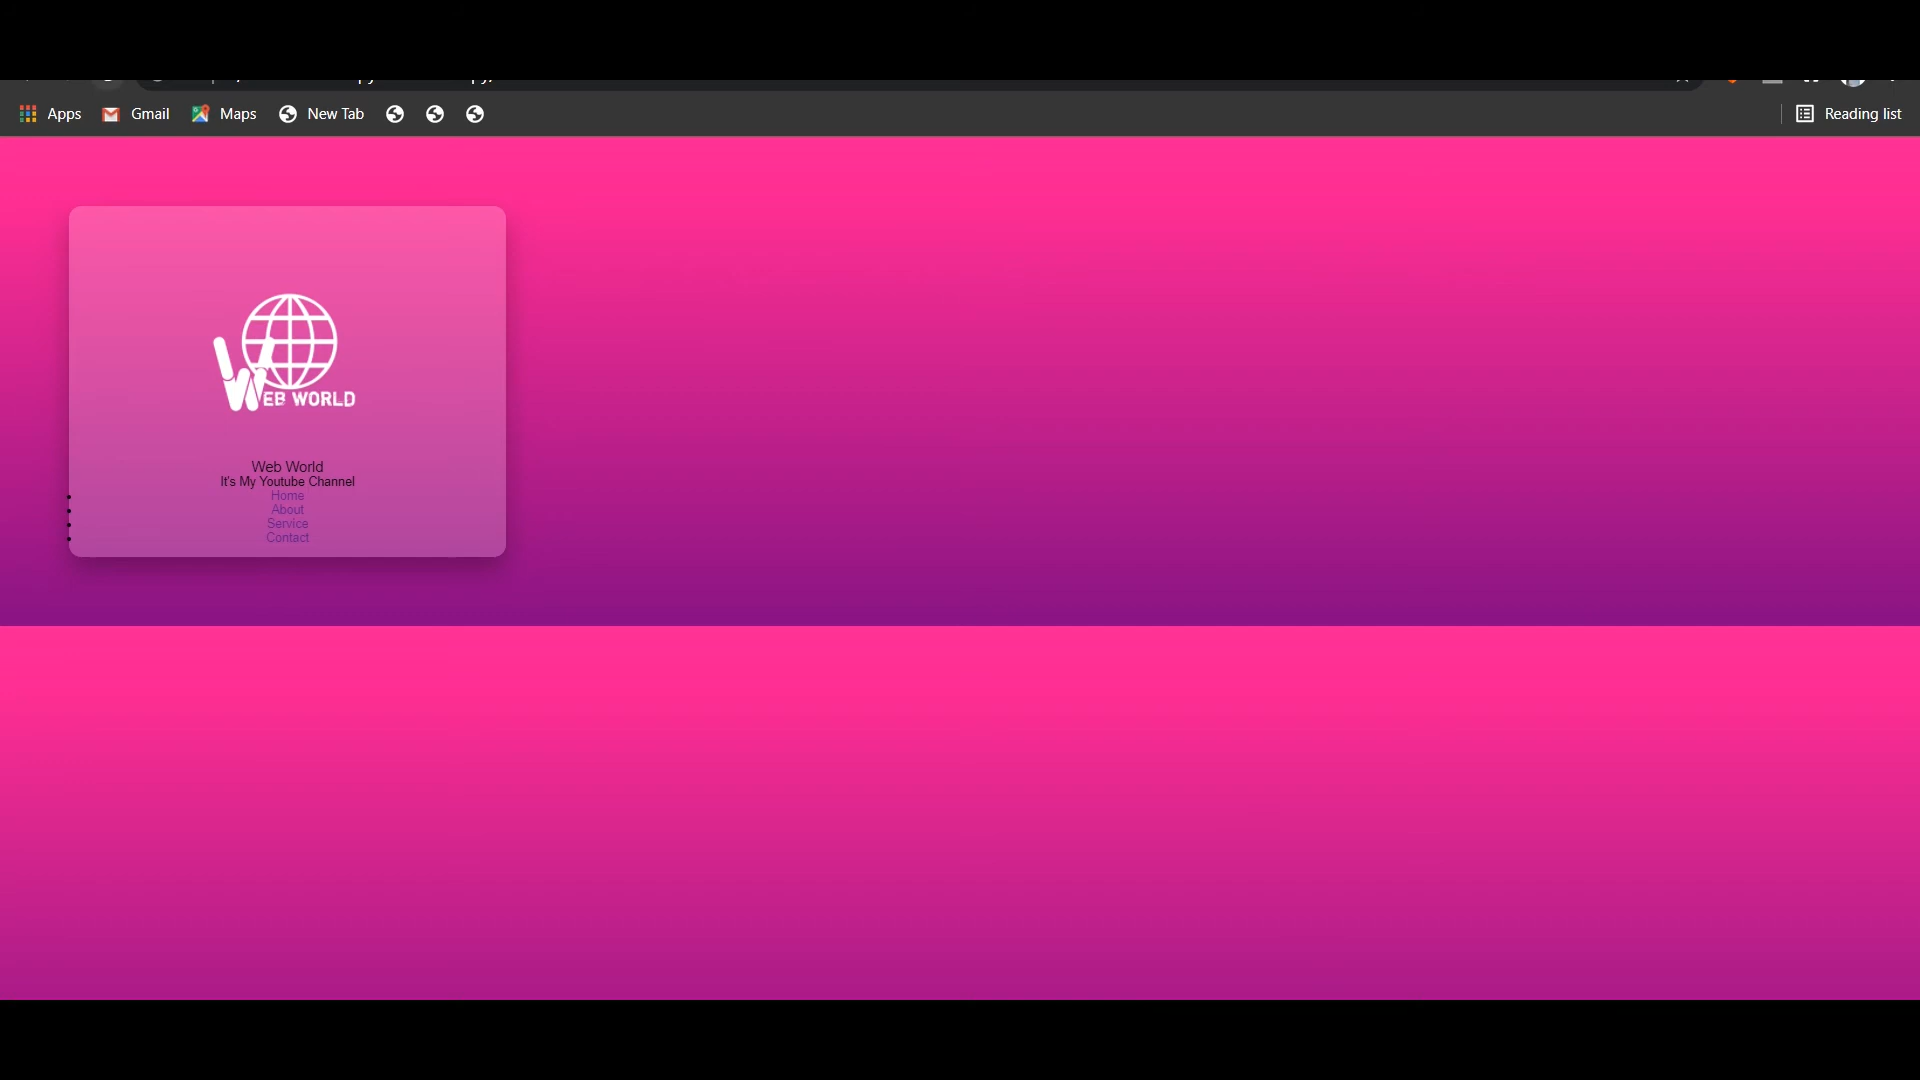 Apps Gmail Maps New Tab Reading list
WEB WORLD
Web World
It's My Youtube Channel
Home
About
Service
Contact